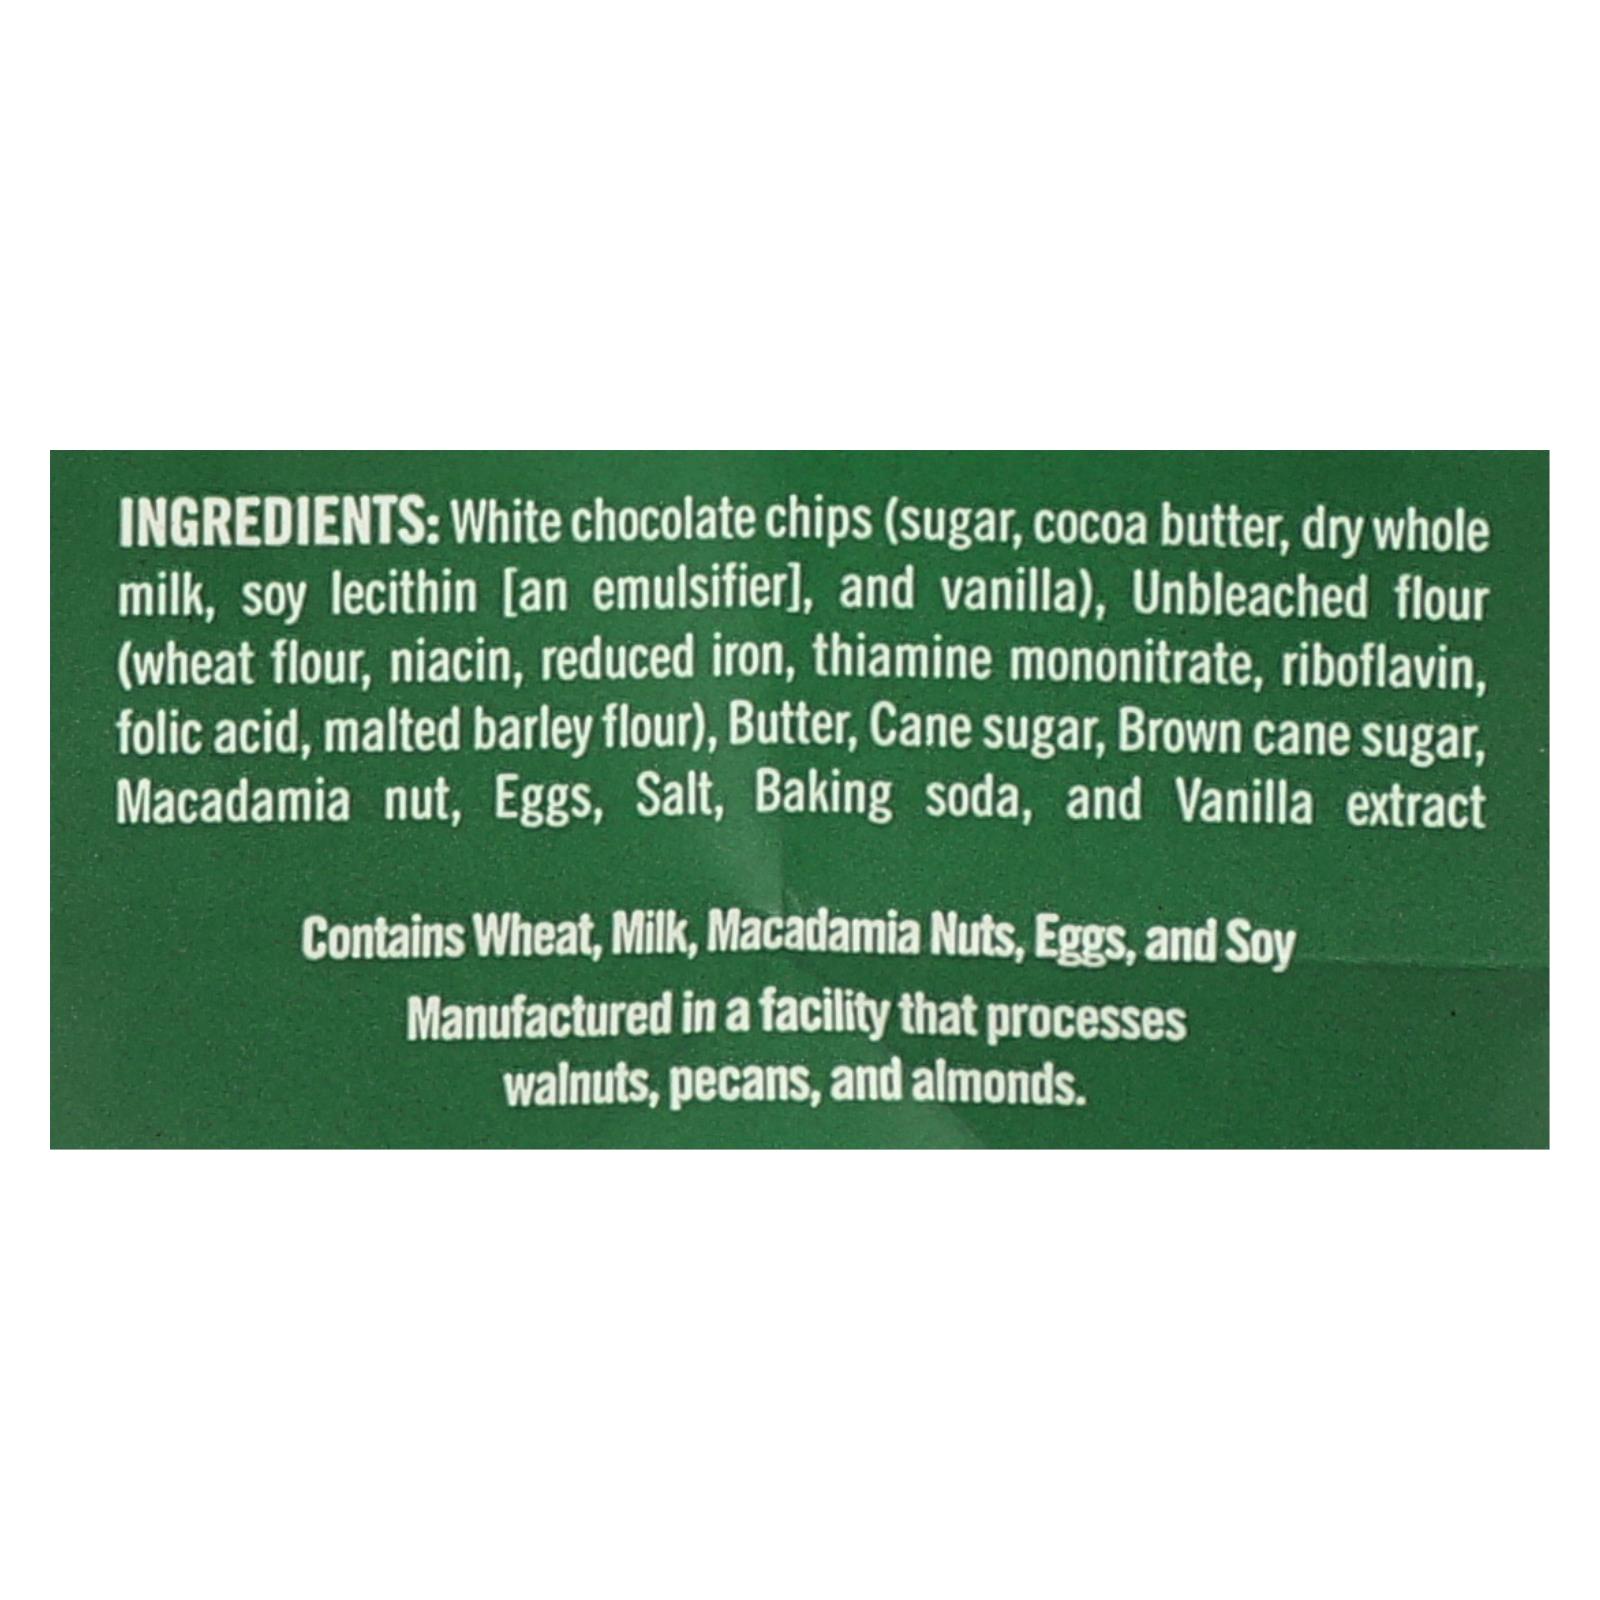 INGREDIENTS: White chocolate chips (sugar, cocoa butter, dry whole
milk, soy lecithin [an emulsifier], and vanilla), Unbleached flour
(wheat flour, niacin, reduced iron, thiamine mononitrate, riboflavin,
folic acid, malted barley flour), Butter, Cane sugar, Brown cane sugar,
Macadamia nut, Eggs, Salt, Baking soda, and Vanilla extract
Contains Wheat, Milk, Macadamia Nuts, Eggs, and Soy
Manufactured in a facility that processes
walnuts, pecans, and almonds.